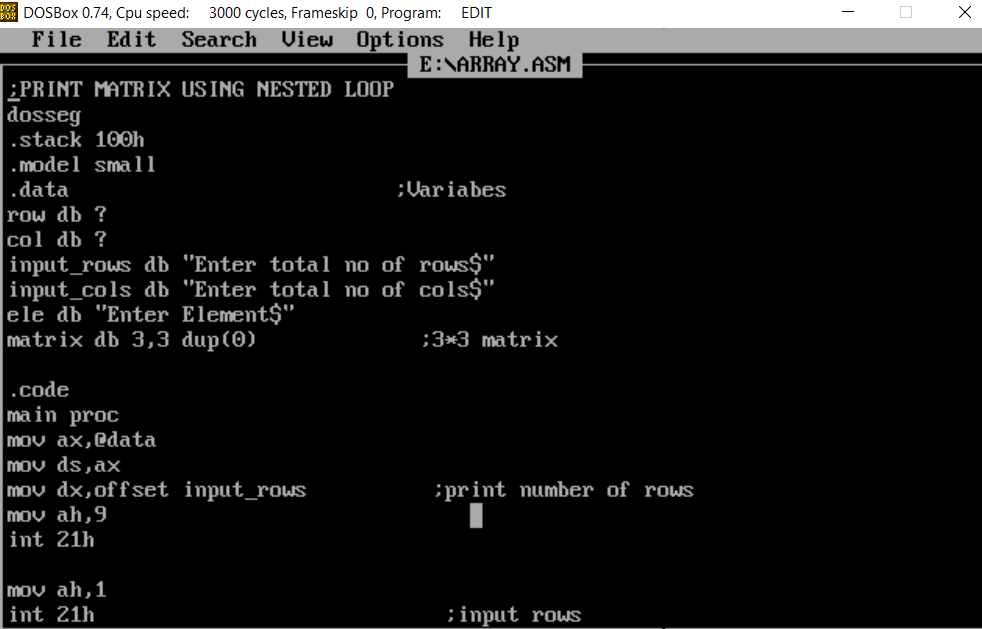 DOS BOX DOSBox 0.74, Cpu speed: 3000 cycles, Frameskip 0, Program: EDIT
File Edit Search View Options Help
E:\ARRAY.ASM
;PRINT MATRIX USING NESTED LOOP
dosseg
.stack 100h
.model small
.data ;Variabes
row db ?
col db ?
input_rows db "Enter total no of rows$"
input_cols db "Enter total no of cols$"
ele db "Enter Element$"
matrix db 3,3 dup(0) ;3*3 matrix
.code
main proc
mov ax,@data
mov ds,ax
mov dx,offset input_rows ;print number of rows
mov ah,9
int 21h
mov ah,1
int 21h ;input rows